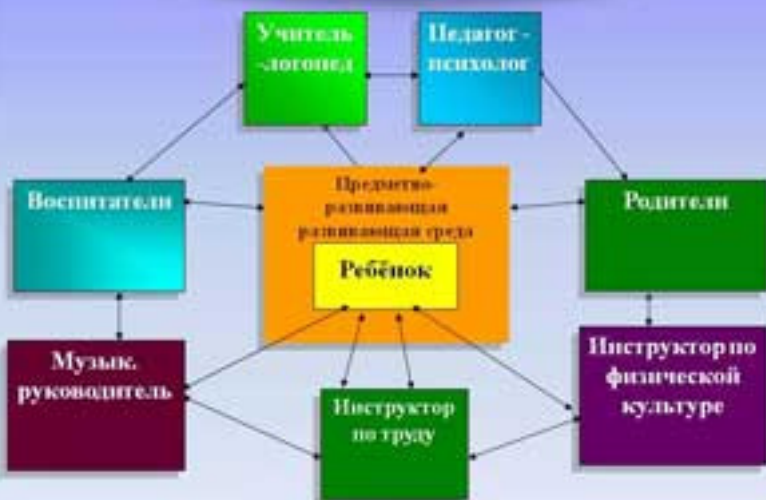 Учитель
-логопед
Педагог -
психолог
Воспитатели
Предметно-
развивающая
развивающая среда
Ребёнок
Родители
Музык.
руководитель
Инструктор
по труду
Инструктор по
физической
культуре